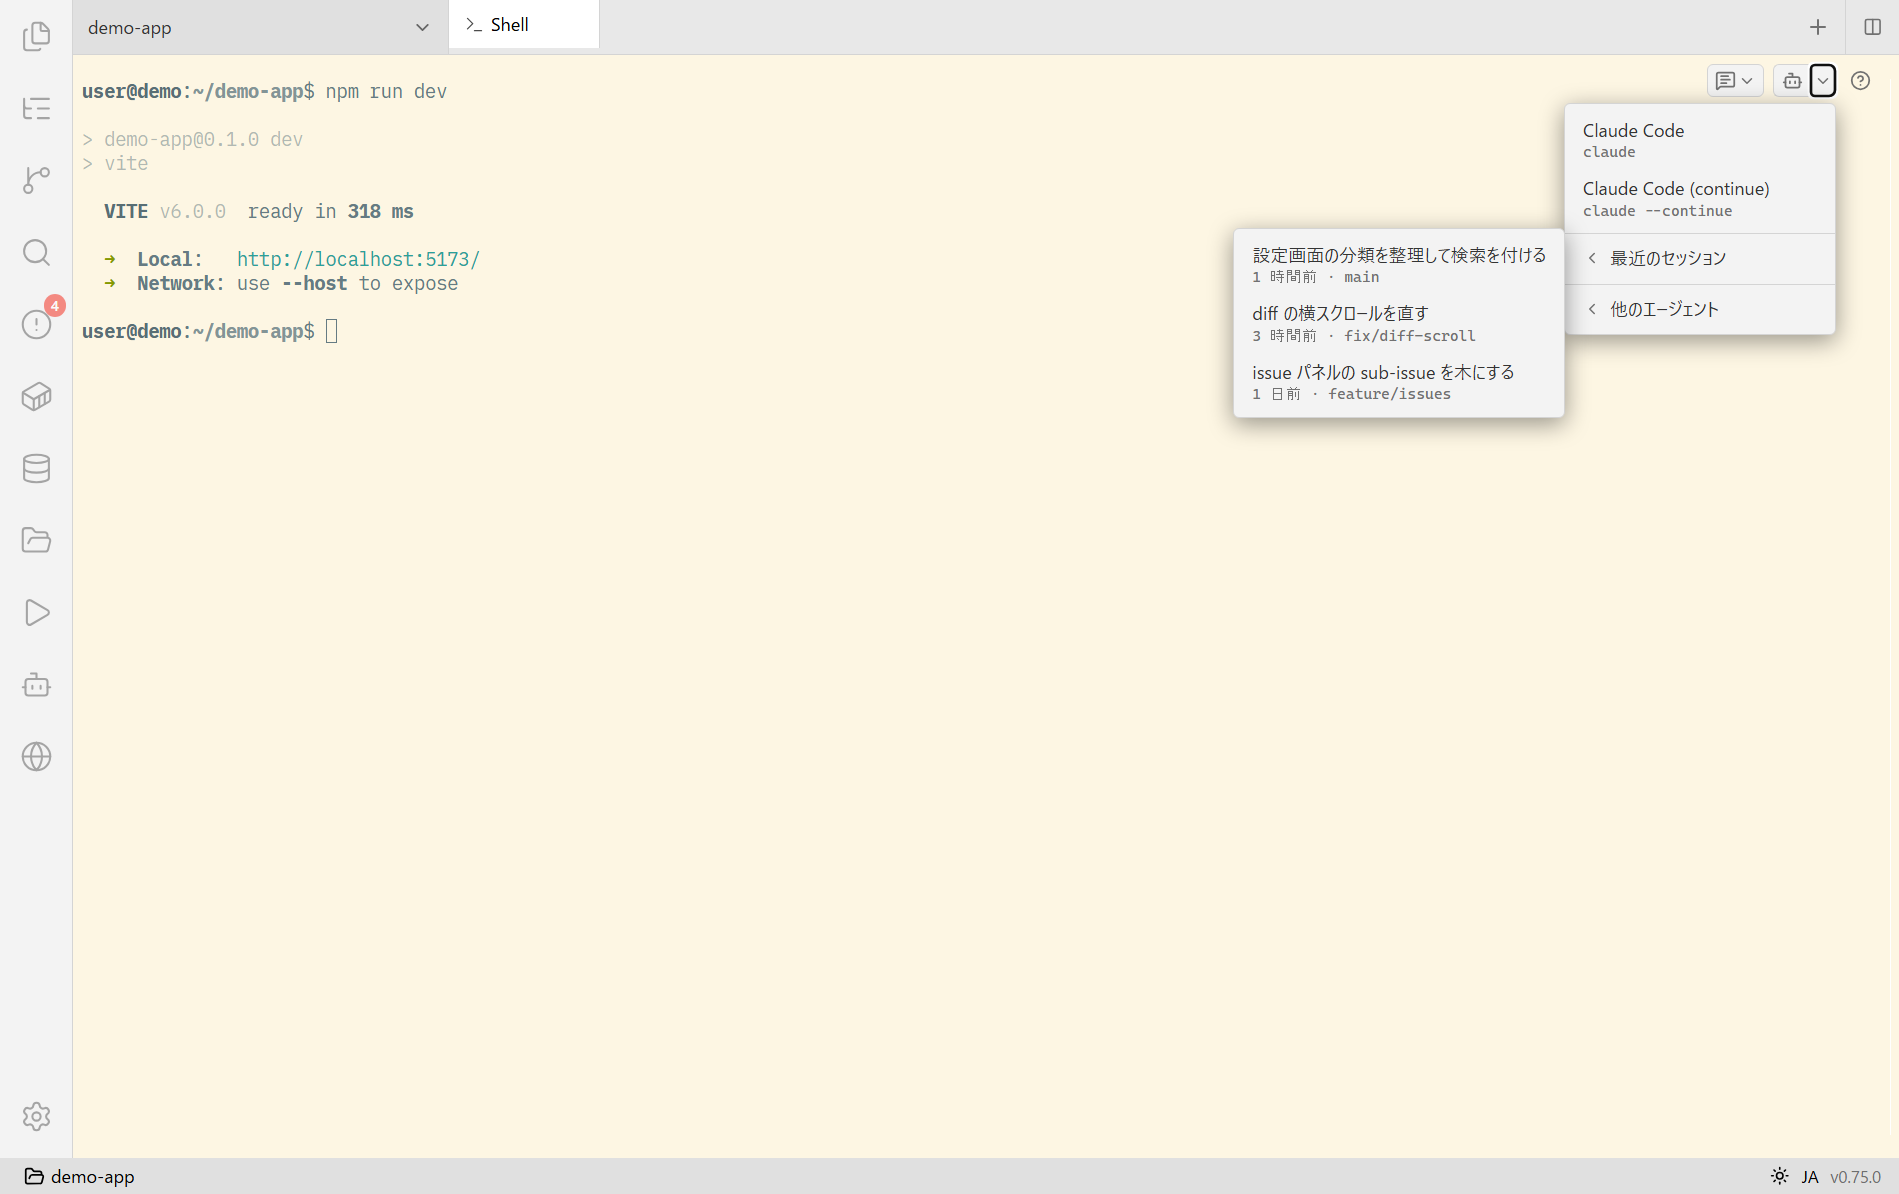 demo-app
Shell
user@demo:~/demo-app$ npm run dev
> demo-app@0.1.0 dev
> vite
VITE v6.0.0 ready in 318 ms
➜ Local: http://localhost:5173/
➜ Network: use --host to expose
user@demo:~/demo-app$
4
Claude Code
claude
Claude Code (continue)
claude --continue
最近のセッション
他のエージェント
設定画面の分類を整理して検索を付ける
1 時間前 · main
diff の横スクロールを直す
3 時間前 · fix/diff-scroll
issue パネルの sub-issue を木にする
1 日前 · feature/issues
demo-app
JA v0.75.0